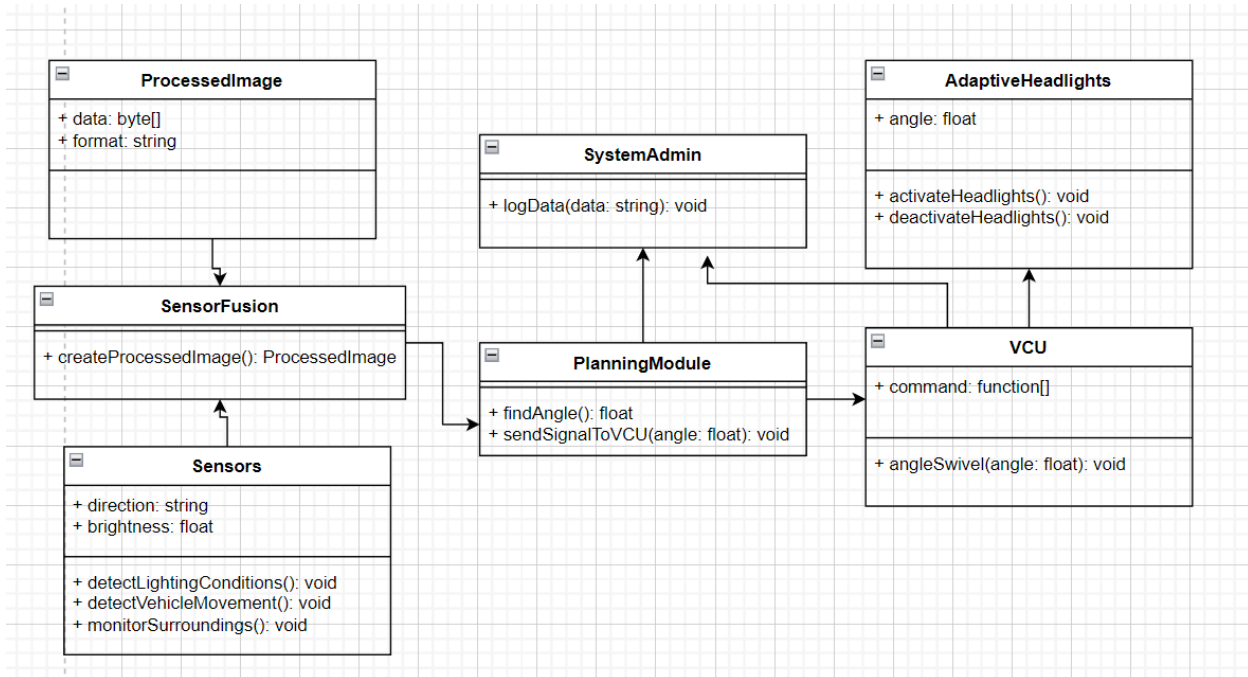 ProcessedImage
+ data: byte[]
+ format: string
SensorFusion
+ createProcessedImage(): ProcessedImage
Sensors
+ direction: string
+ brightness: float
+ detectLightingConditions(): void
+ detectVehicleMovement(): void
+ monitorSurroundings(): void
SystemAdmin
+ logData(data: string): void
PlanningModule
+ findAngle(): float
+ sendSignalToVCU(angle: float): void
AdaptiveHeadlights
+ angle: float
+ activateHeadlights(): void
+ deactivateHeadlights(): void
VCU
+ command: function[]
+ angleSwivel(angle: float): void